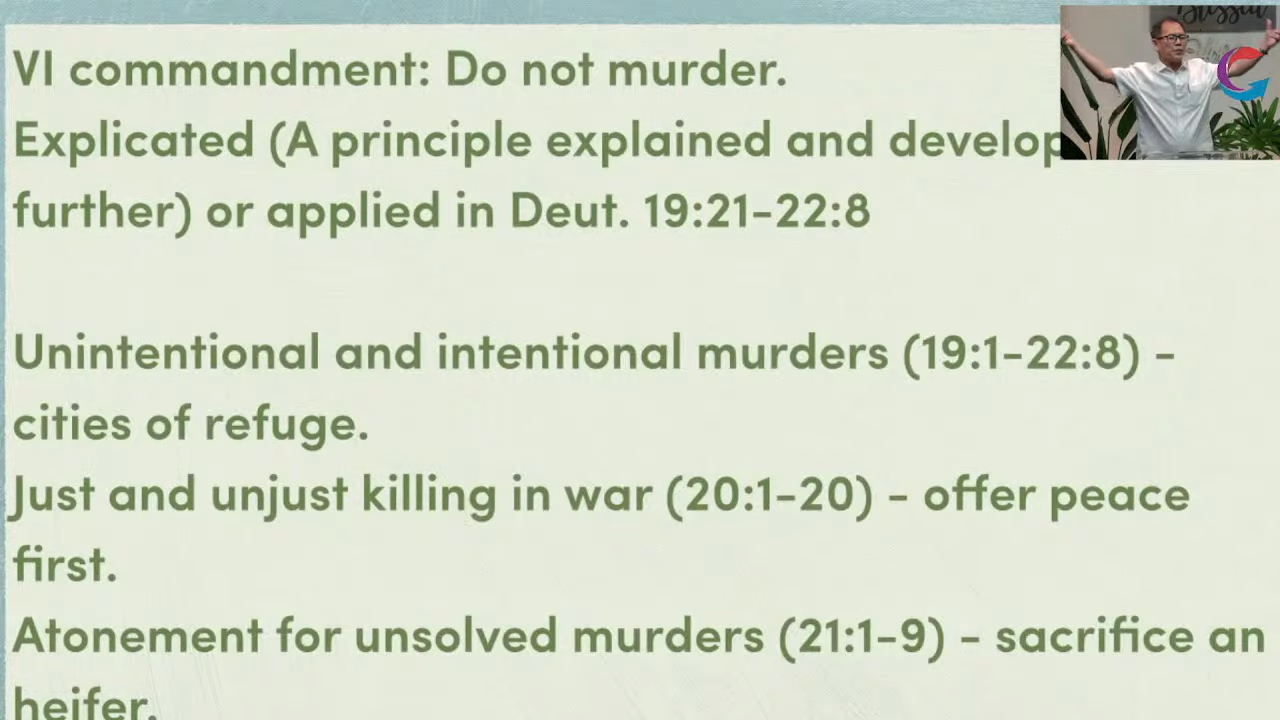 VI commandment: Do not murder.
Explicated (A principle explained and develop
further) or applied in Deut. 19:21-22:8
Unintentional and intentional murders (19:1-22:8) -
cities of refuge.
Just and unjust killing in war (20:1-20) - offer peace
first.
Atonement for unsolved murders (21:1-9) - sacrifice an
heifer.
Blessed